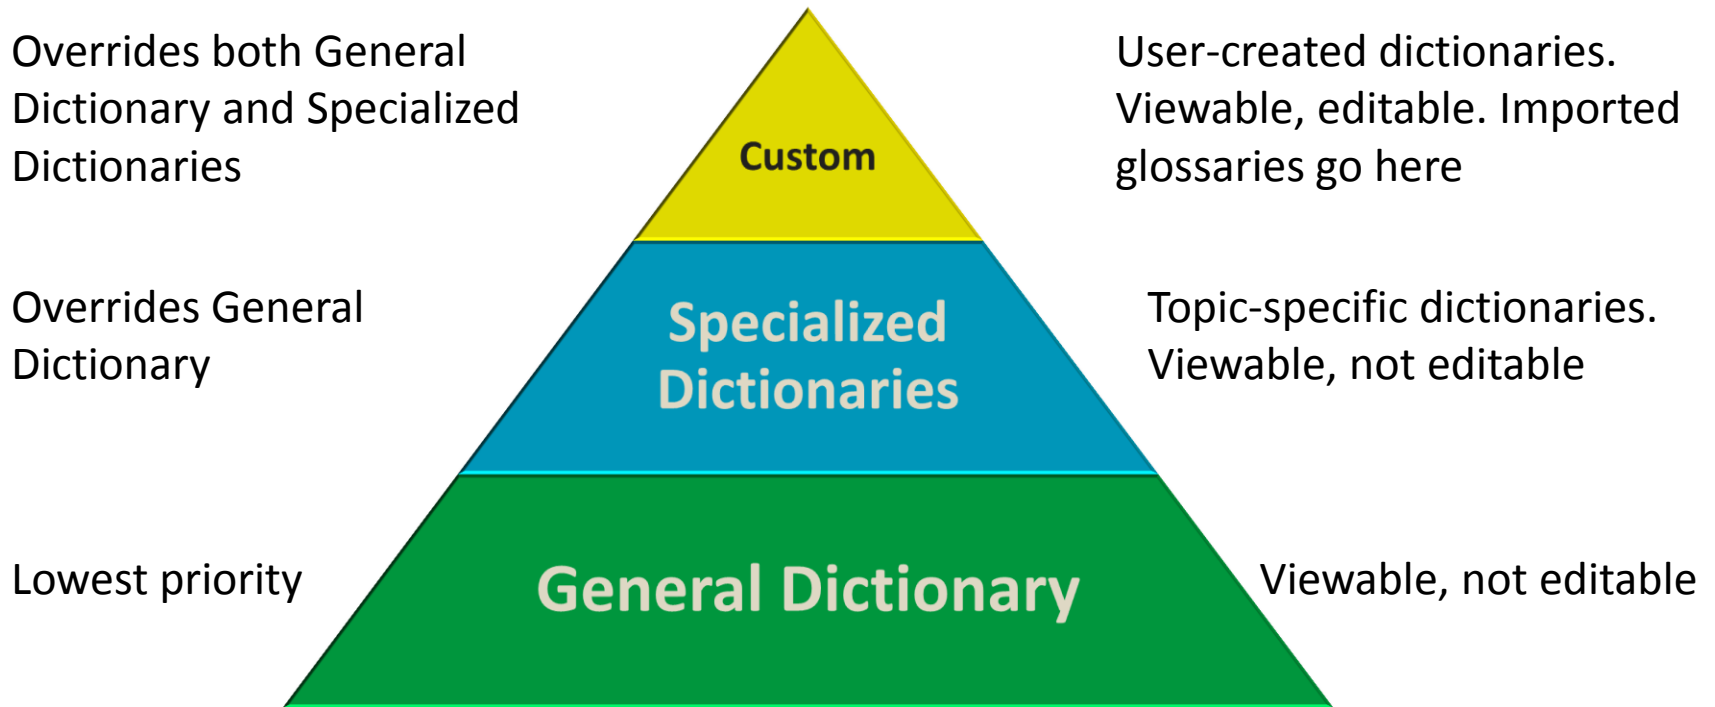 Overrides both General
Dictionary and Specialized
Dictionaries
Custom
User-created dictionaries.
Viewable, editable. Imported
glossaries go here
Overrides General
Dictionary
Specialized
Dictionaries
Topic-specific dictionaries.
Viewable, not editable
Lowest priority
General Dictionary
Viewable, not editable